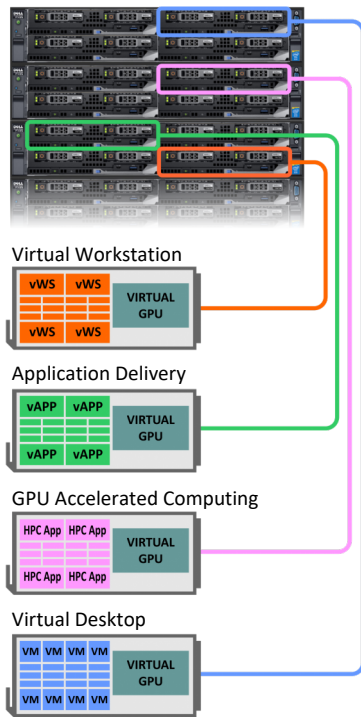 Virtual Workstation
vWS vWS
VIRTUAL
GPU
vWS vWS
Application Delivery
vAPP vAPP
VIRTUAL
GPU
vAPP vAPP
GPU Accelerated Computing
HPC App HPC App
VIRTUAL
GPU
HPC App HPC App
Virtual Desktop
VM VM VM VM
VIRTUAL
GPU
VM VM VM VM